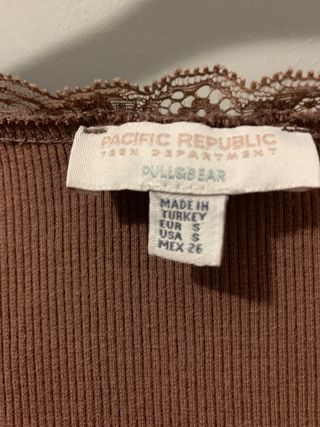 PACIFIC REPUBLIC
TEEN DEPARTMENT
PULL&BEAR
MADE IN
TURKEY
EUR S
USA S
MEX 26